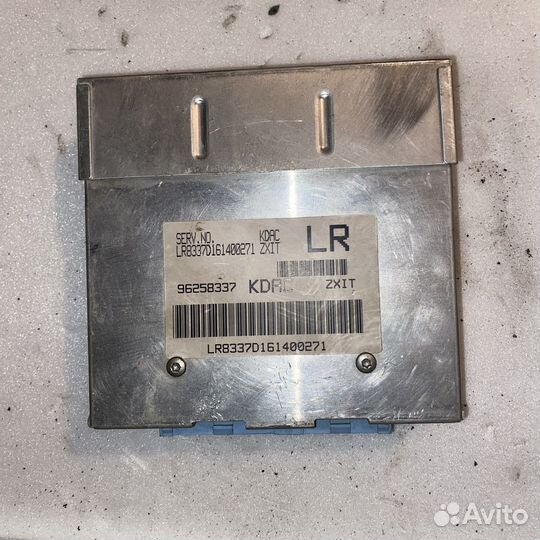 SERV.NO. KDAC
LR8337D161400271 ZXIT
LR
96258337 KDAC ZXIT
LR8337D161400271
Avito